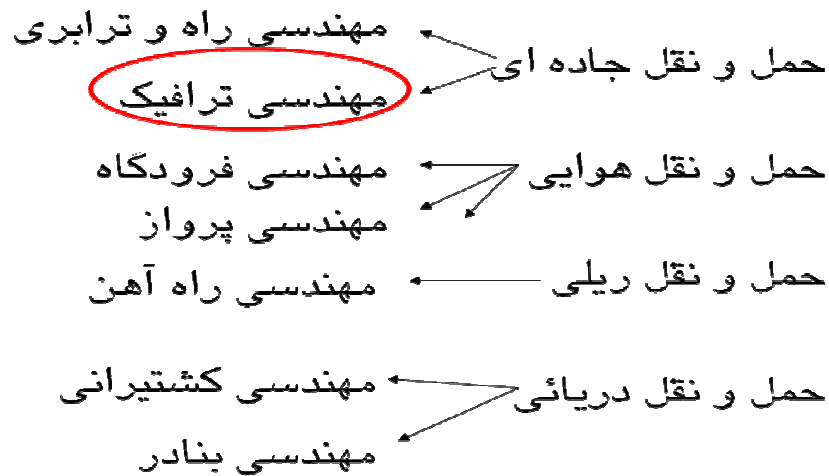 حمل و نقل جاده ای
مهندسی راه و ترابری
مهندسی ترافیک
حمل و نقل هوایی
مهندسی فرودگاه
مهندسی پرواز
حمل و نقل ریلی
مهندسی راه آهن
حمل و نقل دریائی
مهندسی کشتیرانی
مهندسی بنادر